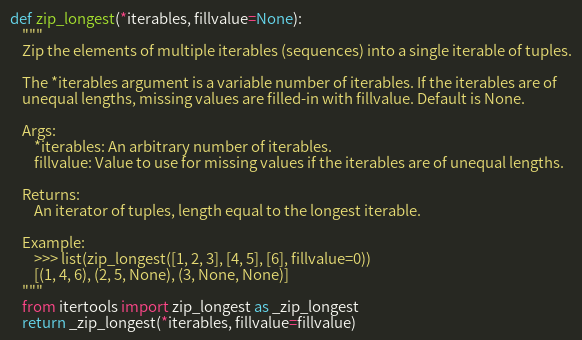 def zip_longest(*iterables, fillvalue=None):
"""
Zip the elements of multiple iterables (sequences) into a single iterable of tuples.
The *iterables argument is a variable number of iterables. If the iterables are of
unequal lengths, missing values are filled-in with fillvalue. Default is None.
Args:
*iterables: An arbitrary number of iterables.
fillvalue: Value to use for missing values if the iterables are of unequal lengths.
Returns:
An iterator of tuples, length equal to the longest iterable.
Example:
>>> list(zip_longest([1, 2, 3], [4, 5], [6], fillvalue=0))
[(1, 4, 6), (2, 5, None), (3, None, None)]
"""
from itertools import zip_longest as _zip_longest
return _zip_longest(*iterables, fillvalue=fillvalue)